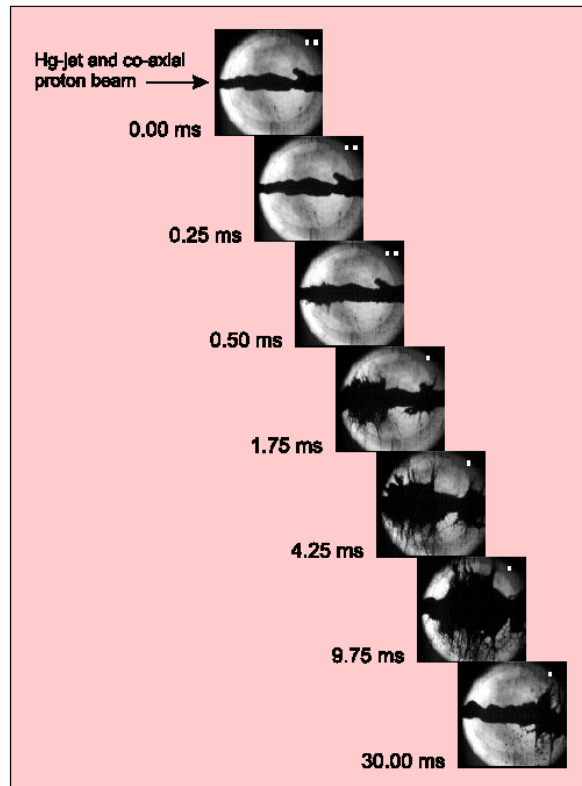 Hg-jet and co-axial
proton beam
0.00 ms
0.25 ms
0.50 ms
1.75 ms
4.25 ms
9.75 ms
30.00 ms